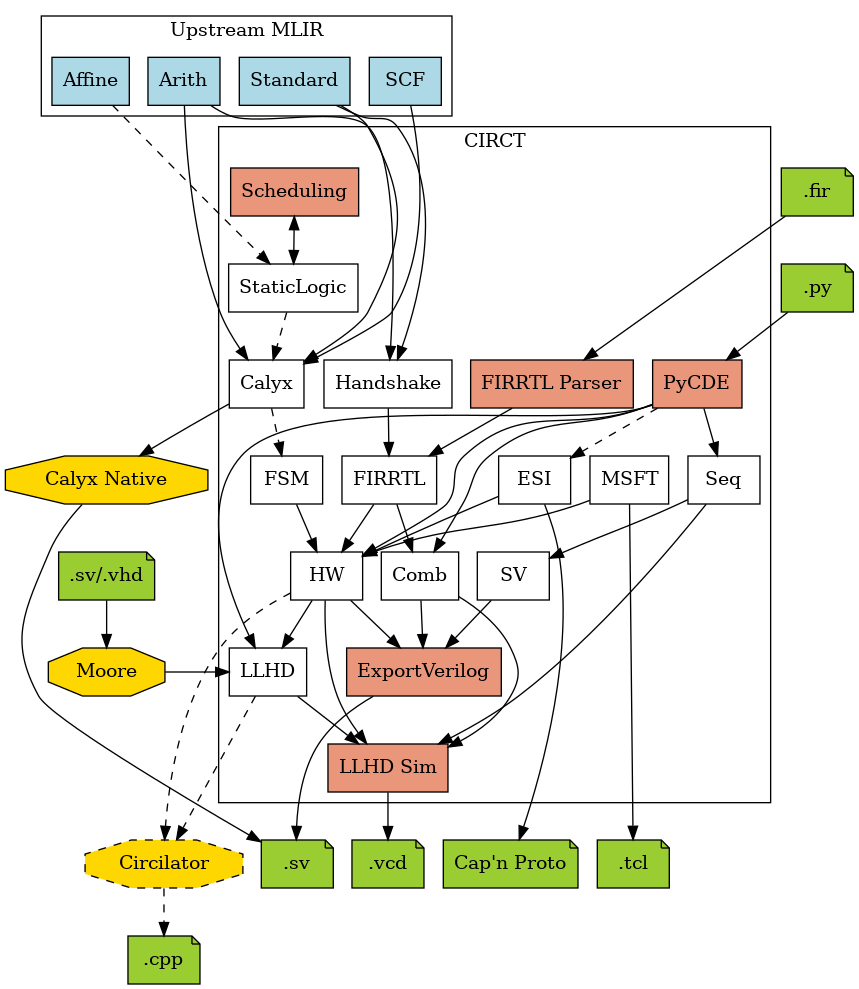 Upstream MLIR
Affine
Arith
Standard
SCF
CIRCT
Scheduling
.fir
StaticLogic
.py
Calyx
Handshake
FIRRTL Parser
PyCDE
Calyx Native
FSM
FIRRTL
ESI
MSFT
Seq
.sv/.vhd
HW
Comb
SV
Moore
LLHD
ExportVerilog
LLHD Sim
Circilator
.sv
.vcd
Cap'n Proto
.tcl
.cpp